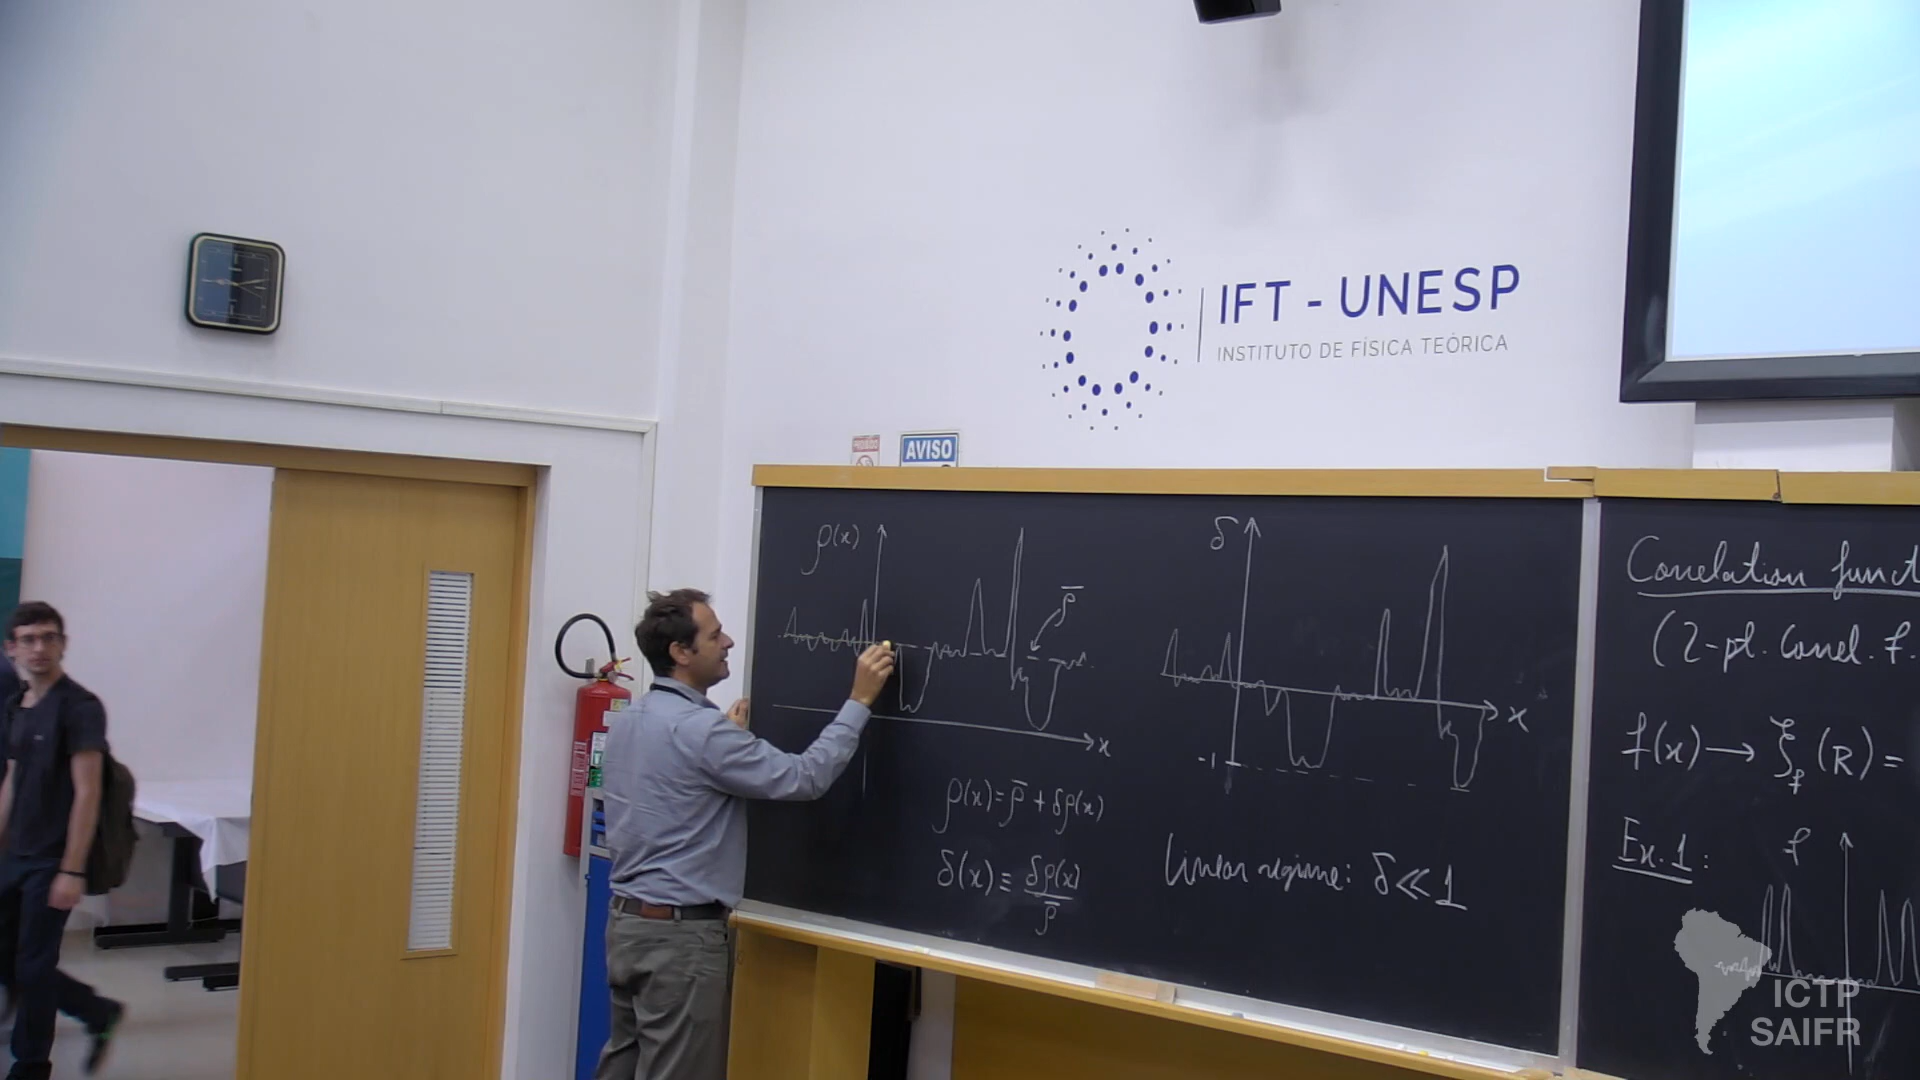 IFT - UNESP
INSTITUTO DE FÍSICA TEÓRICA
AVISO
ρ(x)
ρ̄
x
ρ(x) = ρ̄ + δρ(x)
δ(x) ≡ δρ(x)/ρ̄
δ
x
-1
Linear regime: δ ≪ 1
Correlation funct
(2-pt. Correl. f.
f(x) → ξ_f (R) =
Ex. 1:
f
ICTP
SAIFR